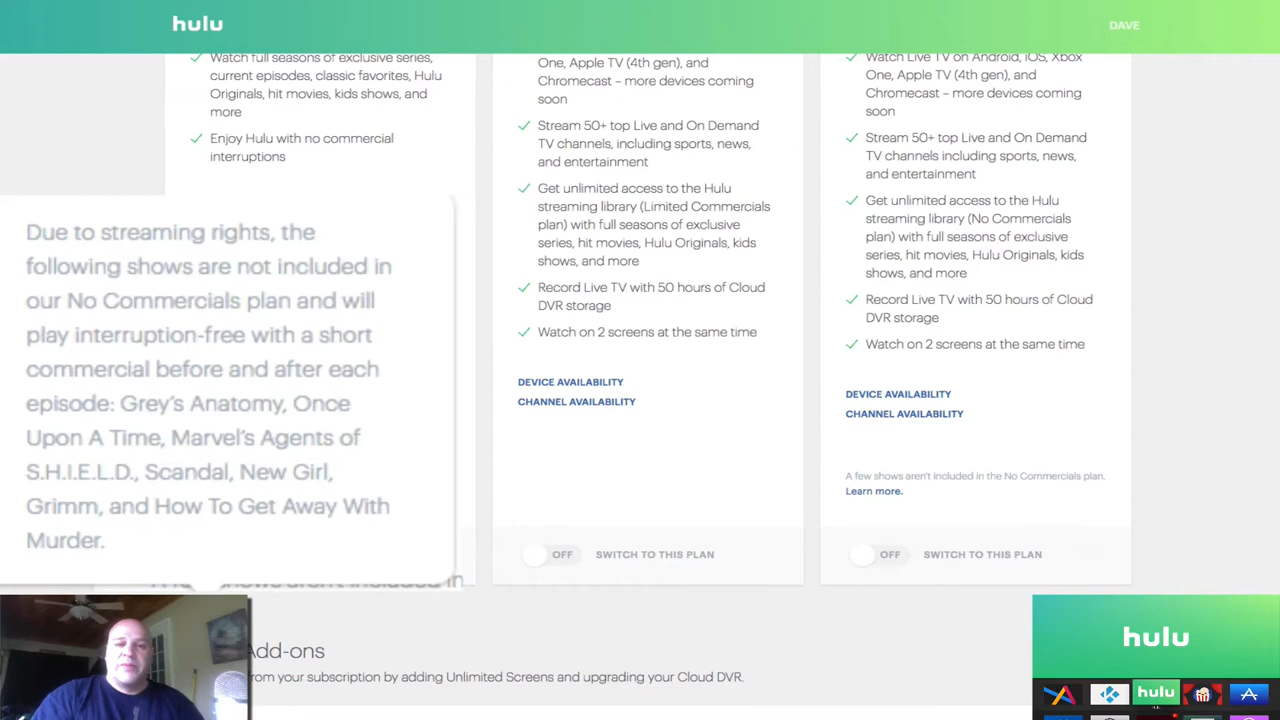 hulu
DAVE
Watch full seasons of exclusive series,
current episodes, classic favorites, Hulu
Originals, hit movies, kids shows, and
more
Enjoy Hulu with no commercial
interruptions
Due to streaming rights, the
following shows are not included in
our No Commercials plan and will
play interruption-free with a short
commercial before and after each
episode: Grey's Anatomy, Once
Upon A Time, Marvel's Agents of
S.H.I.E.L.D., Scandal, New Girl,
Grimm, and How To Get Away With
Murder.
One, Apple TV (4th gen), and
Chromecast – more devices coming
soon
Stream 50+ top Live and On Demand
TV channels, including sports, news,
and entertainment
Get unlimited access to the Hulu
streaming library (Limited Commercials
plan) with full seasons of exclusive
series, hit movies, Hulu Originals, kids
shows, and more
Record Live TV with 50 hours of Cloud
DVR storage
Watch on 2 screens at the same time
DEVICE AVAILABILITY
CHANNEL AVAILABILITY
OFF SWITCH TO THIS PLAN
Watch Live TV on Android, iOS, Xbox
One, Apple TV (4th gen), and
Chromecast – more devices coming
soon
Stream 50+ top Live and On Demand
TV channels including sports, news,
and entertainment
Get unlimited access to the Hulu
streaming library (No Commercials
plan) with full seasons of exclusive
series, hit movies, Hulu Originals, kids
shows, and more
Record Live TV with 50 hours of Cloud
DVR storage
Watch on 2 screens at the same time
DEVICE AVAILABILITY
CHANNEL AVAILABILITY
A few shows aren't included in the No Commercials plan.
Learn more.
OFF SWITCH TO THIS PLAN
Add-ons
from your subscription by adding Unlimited Screens and upgrading your Cloud DVR.
hulu
hulu